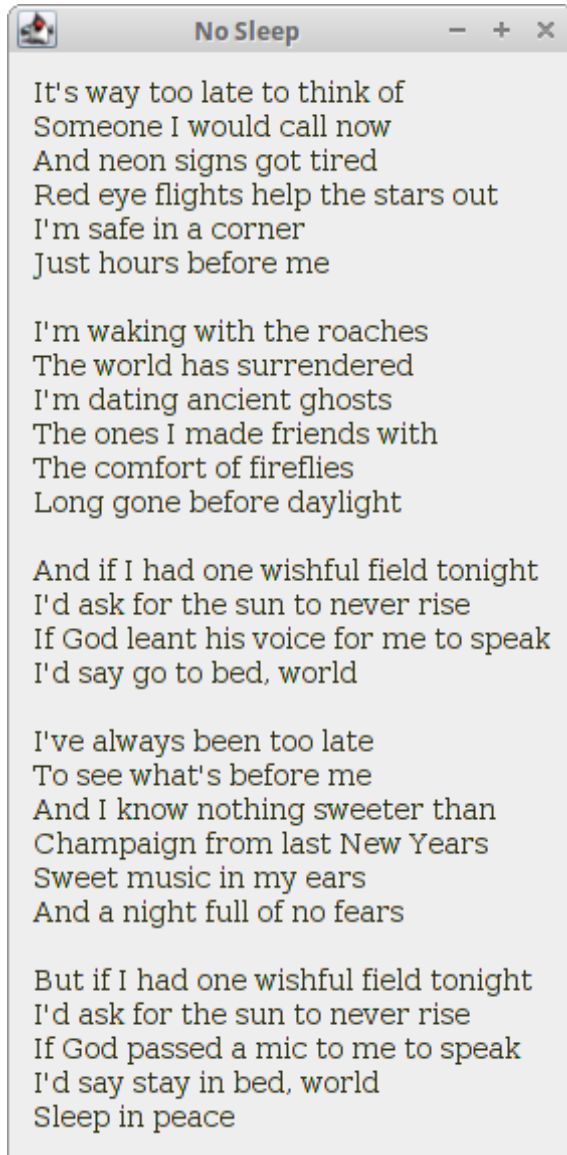 No Sleep
It's way too late to think of
Someone I would call now
And neon signs got tired
Red eye flights help the stars out
I'm safe in a corner
Just hours before me
I'm waking with the roaches
The world has surrendered
I'm dating ancient ghosts
The ones I made friends with
The comfort of fireflies
Long gone before daylight
And if I had one wishful field tonight
I'd ask for the sun to never rise
If God leant his voice for me to speak
I'd say go to bed, world
I've always been too late
To see what's before me
And I know nothing sweeter than
Champaign from last New Years
Sweet music in my ears
And a night full of no fears
But if I had one wishful field tonight
I'd ask for the sun to never rise
If God passed a mic to me to speak
I'd say stay in bed, world
Sleep in peace